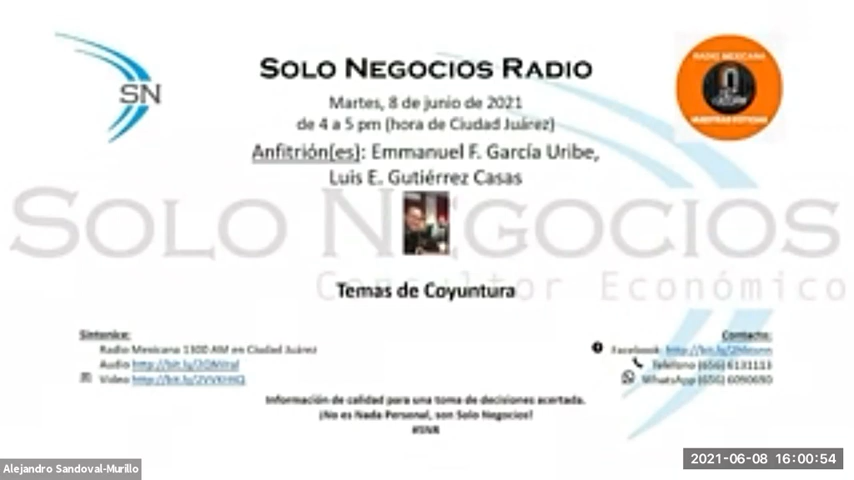 SN
SOLO NEGOCIOS RADIO
Martes, 8 de junio de 2021
de 4 a 5 pm (hora de Ciudad Juárez)
Anfitrión(es): Emmanuel F. García Uribe,
Luis E. Gutiérrez Casas
RADIO MEXICANA
SOLO NEGOCIOS
Consultor Económico
Temas de Coyuntura
Sintonice:
Radio Mexicana 1300 AM en Ciudad Juárez
Audio
Video
Contacto:
Facebook:
Teléfono (656) 6131113
WhatsApp (656)
Información de calidad para una toma de decisiones acertada.
¡No es Nada Personal, son Solo Negocios!
#SNR
Alejandro Sandoval-Murillo
2021-06-08 16:00:54